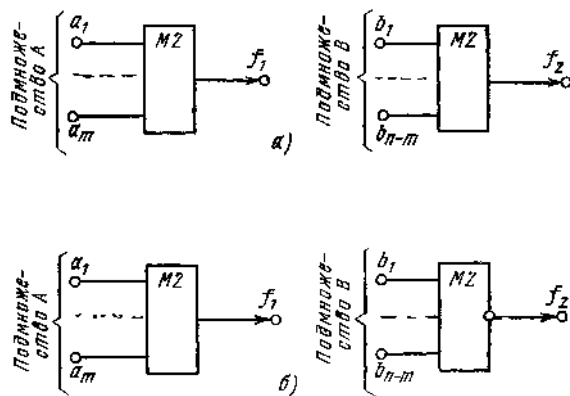 Подмноже-
ство A
a₁
aₘ
M2
f₁
а)
Подмноже-
ство B
b₁
bₙ₋ₘ
M2
f₂
Подмноже-
ство A
a₁
aₘ
M2
f₁
б)
Подмноже-
ство B
b₁
bₙ₋ₘ
M2
f₂